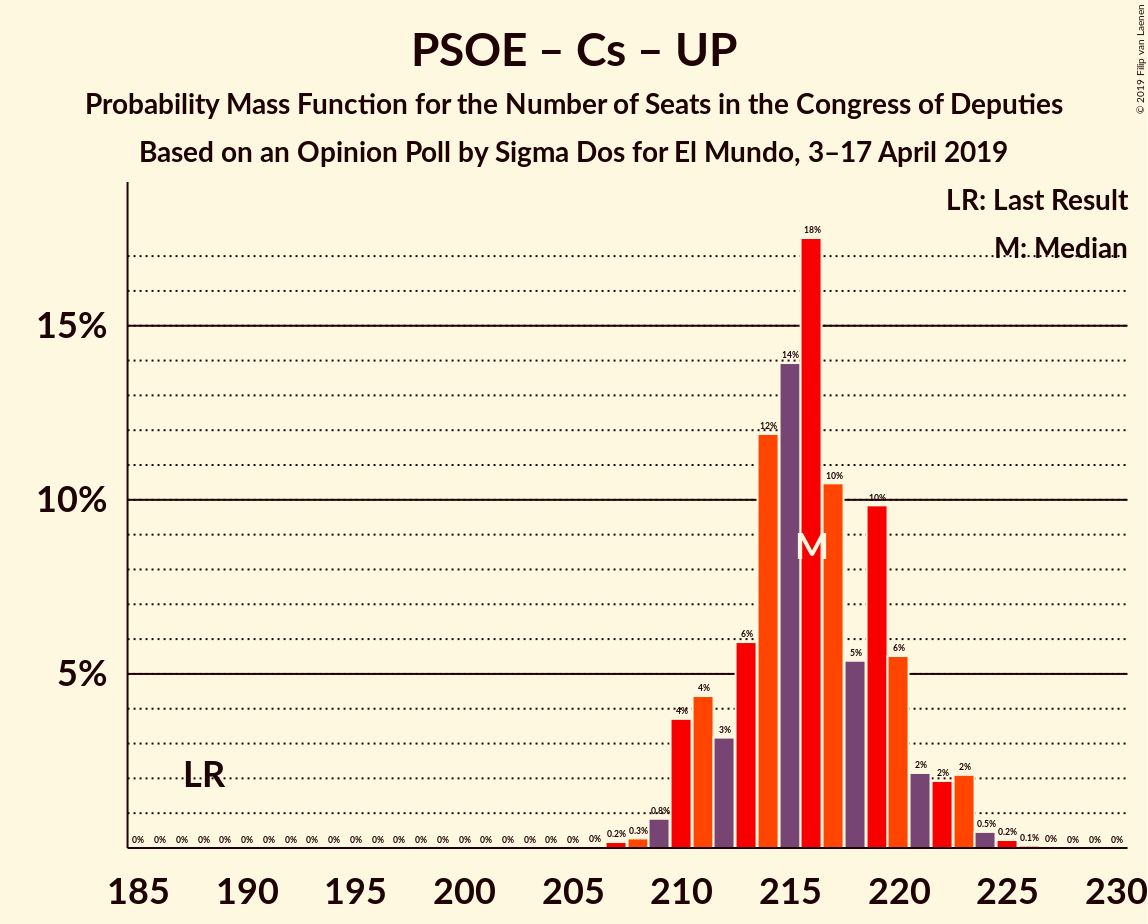 PSOE – Cs – UP
Probability Mass Function for the Number of Seats in the Congress of Deputies
Based on an Opinion Poll by Sigma Dos for El Mundo, 3–17 April 2019
© 2019 Filip van Laenen
LR: Last Result
M: Median
15%
10%
5%
18%
14%
12%
10%
10%
M
6%
5%
6%
4%
4%
3%
LR
0.8%
2%
2%
2%
0% 0% 0% 0% 0% 0% 0% 0% 0% 0% 0% 0% 0% 0% 0% 0% 0% 0% 0% 0% 0% 0% 0.2% 0.3% 0.5% 0.2% 0.1% 0% 0% 0% 0%
185 190 195 200 205 210 215 220 225 230